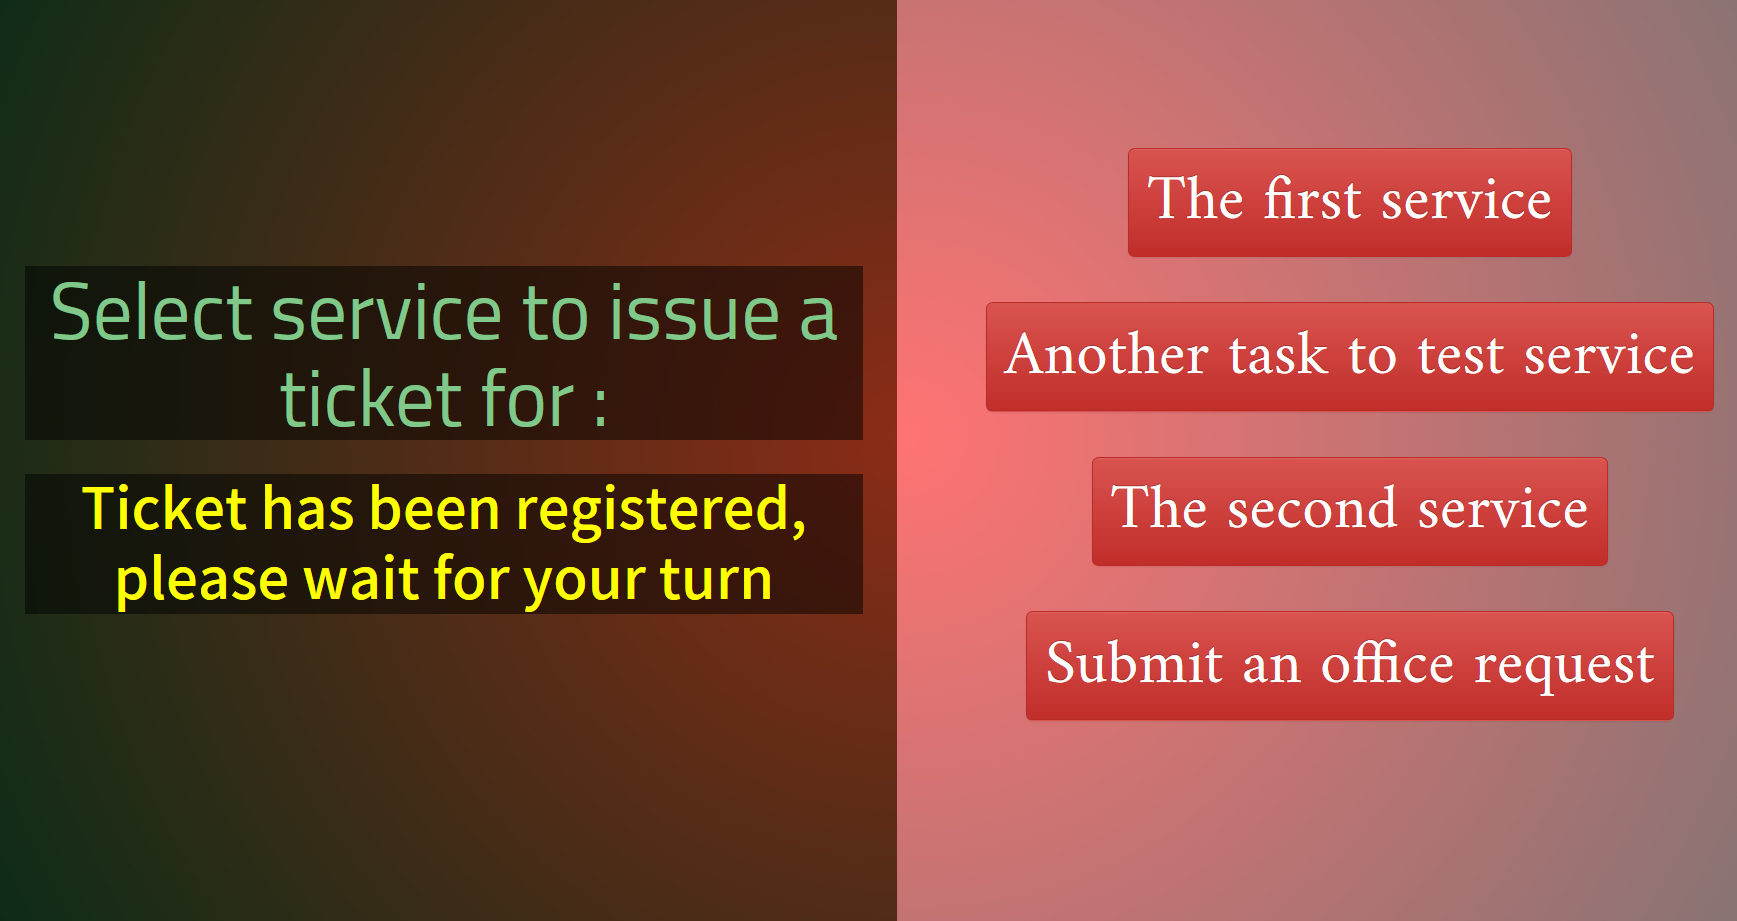 Select service to issue a
ticket for :
Ticket has been registered,
please wait for your turn
The first service
Another task to test service
The second service
Submit an office request